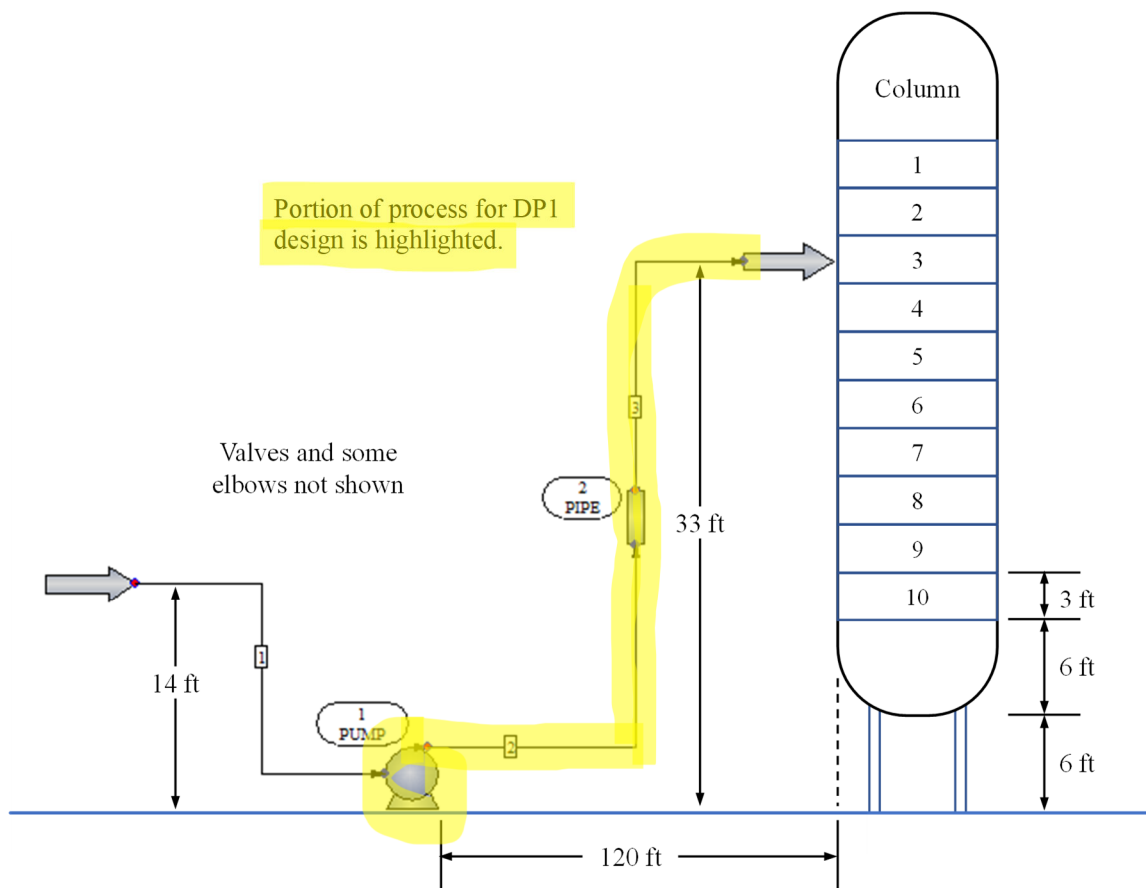 Column
1
2
Portion of process for DP1
design is highlighted.
3
4
5
6
3
7
Valves and some
elbows not shown
8
2
PIPE
33 ft
9
10
3 ft
1
14 ft
6 ft
1
PUMP
2
6 ft
120 ft